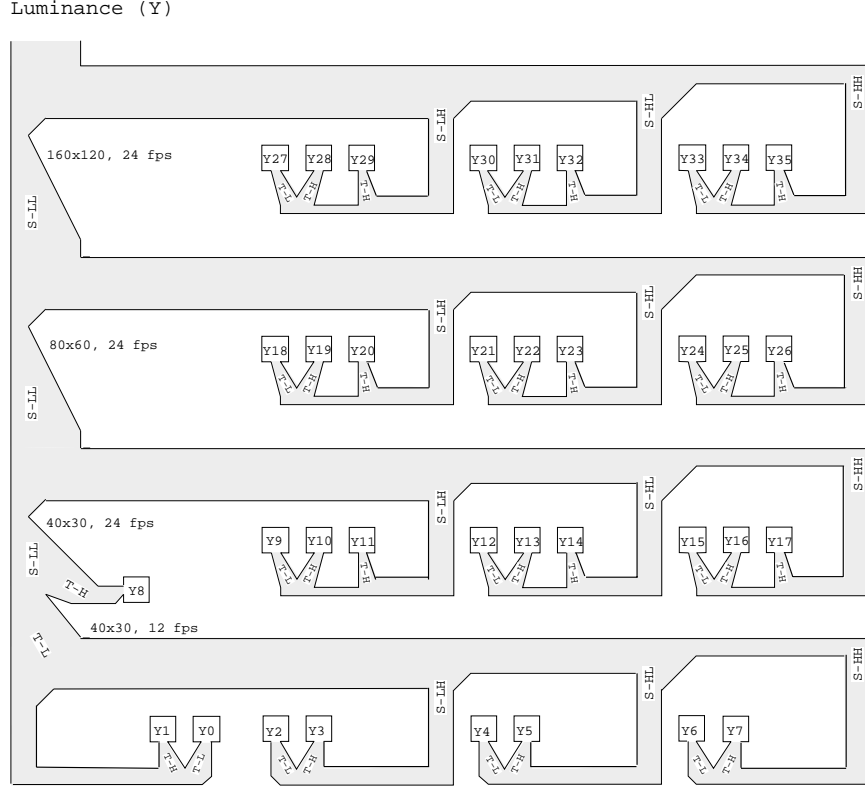 Luminance (Y)
S-LH S-HL S-HH
160x120, 24 fps
Y27 Y28 Y29 Y30 Y31 Y32 Y33 Y34 Y35
T-L T-H T-H T-L T-H T-H T-L T-H T-H
S-LL
S-LH S-HL S-HH
80x60, 24 fps
Y18 Y19 Y20 Y21 Y22 Y23 Y24 Y25 Y26
T-L T-H T-H T-L T-H T-H T-L T-H T-H
S-LL
S-LH S-HL S-HH
40x30, 24 fps
Y9 Y10 Y11 Y12 Y13 Y14 Y15 Y16 Y17
S-LL
T-L T-H T-H T-L T-H T-H T-L T-H T-H
T-H Y8
40x30, 12 fps
T-L
S-LH S-HL S-HH
Y1 Y0 Y2 Y3 Y4 Y5 Y6 Y7
T-H T-L T-L T-H T-L T-H T-L T-H